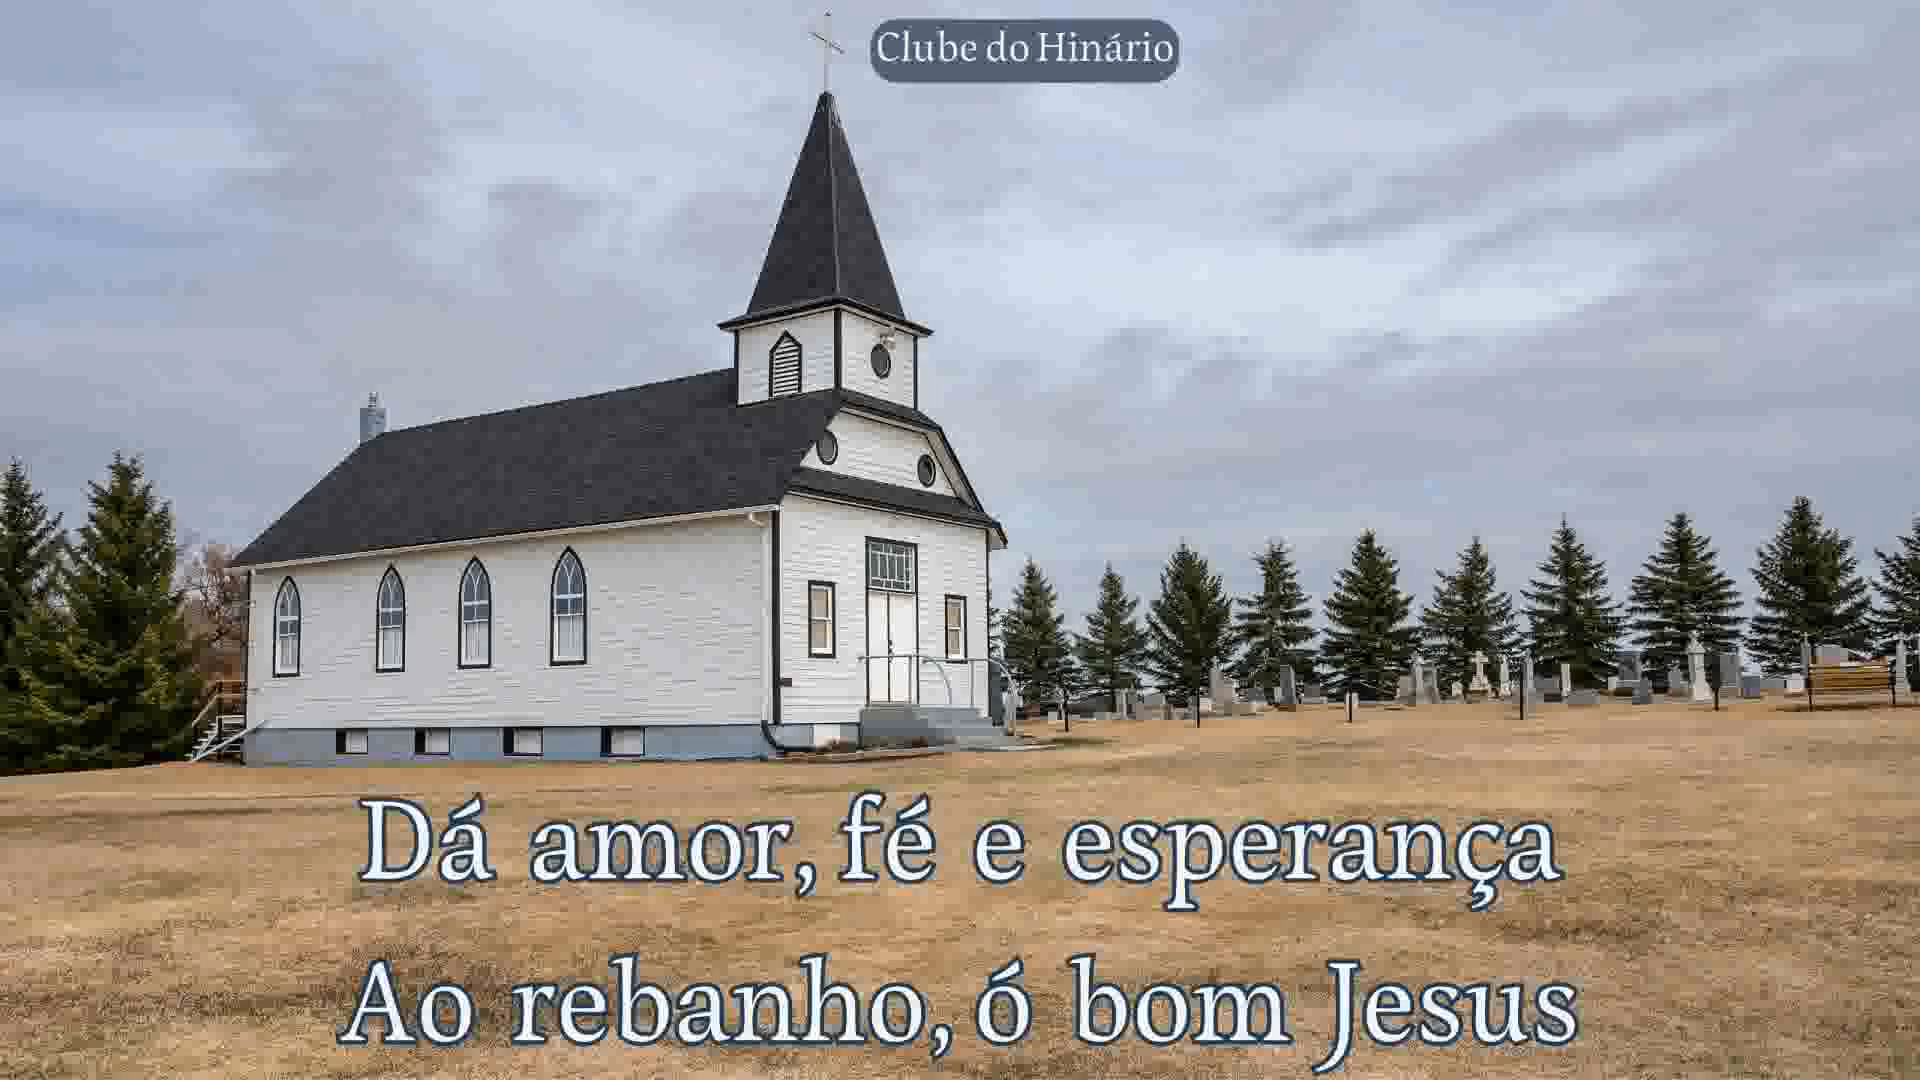 Clube do Hinário
Dá amor, fé e esperança
Ao rebanho, ó bom Jesus